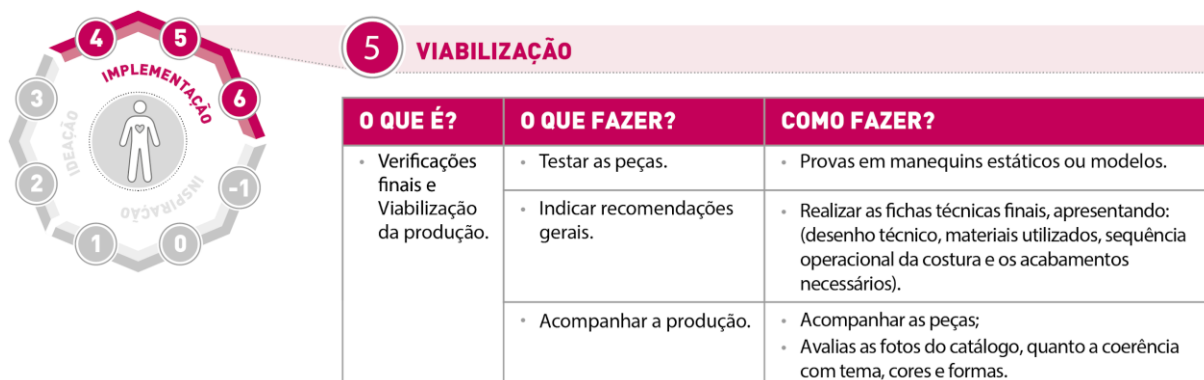 4
5
6
3
2
1
0
-1
IMPLEMENTAÇÃO
IDEAÇÃO
INSPIRAÇÃO
5 VIABILIZAÇÃO
O QUE É?
O QUE FAZER?
COMO FAZER?
• Verificações
finais e
Viabilização
da produção.
• Testar as peças.
• Provas em manequins estáticos ou modelos.
• Indicar recomendações
gerais.
• Realizar as fichas técnicas finais, apresentando:
(desenho técnico, materiais utilizados, sequência
operacional da costura e os acabamentos
necessários).
• Acompanhar a produção.
• Acompanhar as peças;
• Avalias as fotos do catálogo, quanto a coerência
com tema, cores e formas.